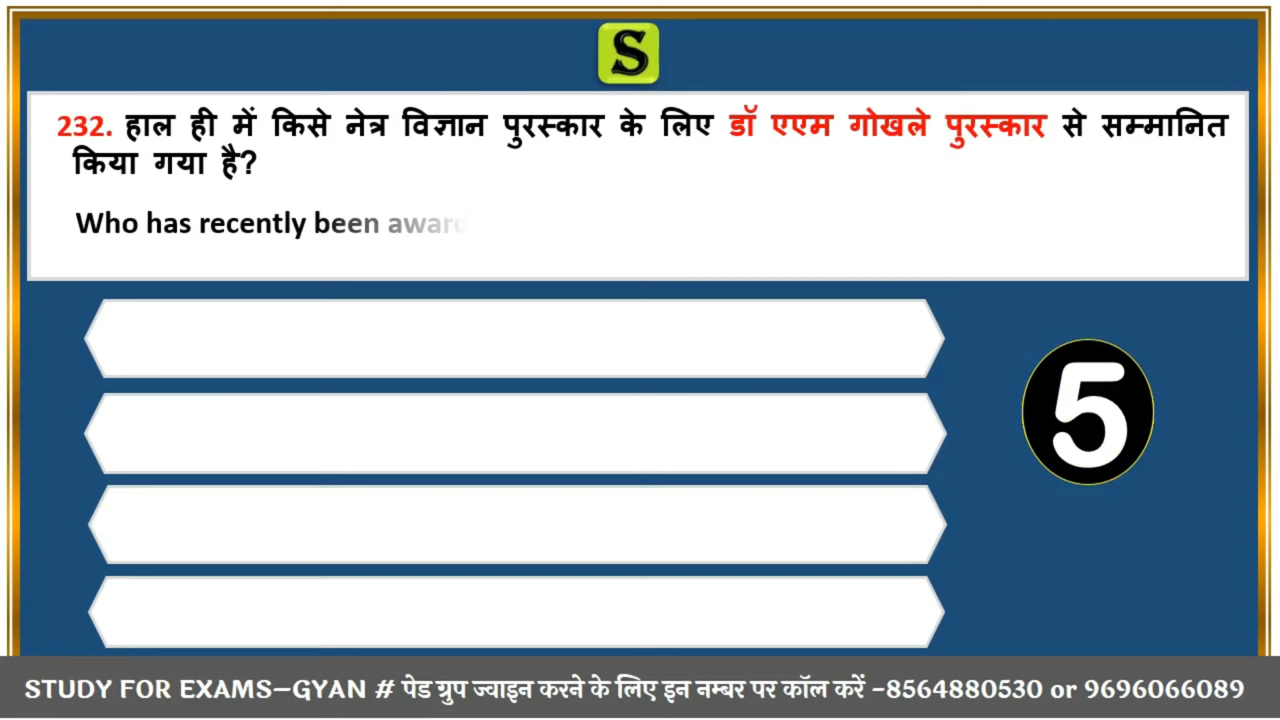 S
232. हाल ही में किसे नेत्र विज्ञान पुरस्कार के लिए डॉ एएम गोखले पुरस्कार से सम्मानित
किया गया है?
Who has recently been award
5
STUDY FOR EXAMS–GYAN # पेड ग्रुप ज्वाइन करने के लिए इन नम्बर पर कॉल करें –8564880530 or 9696066089